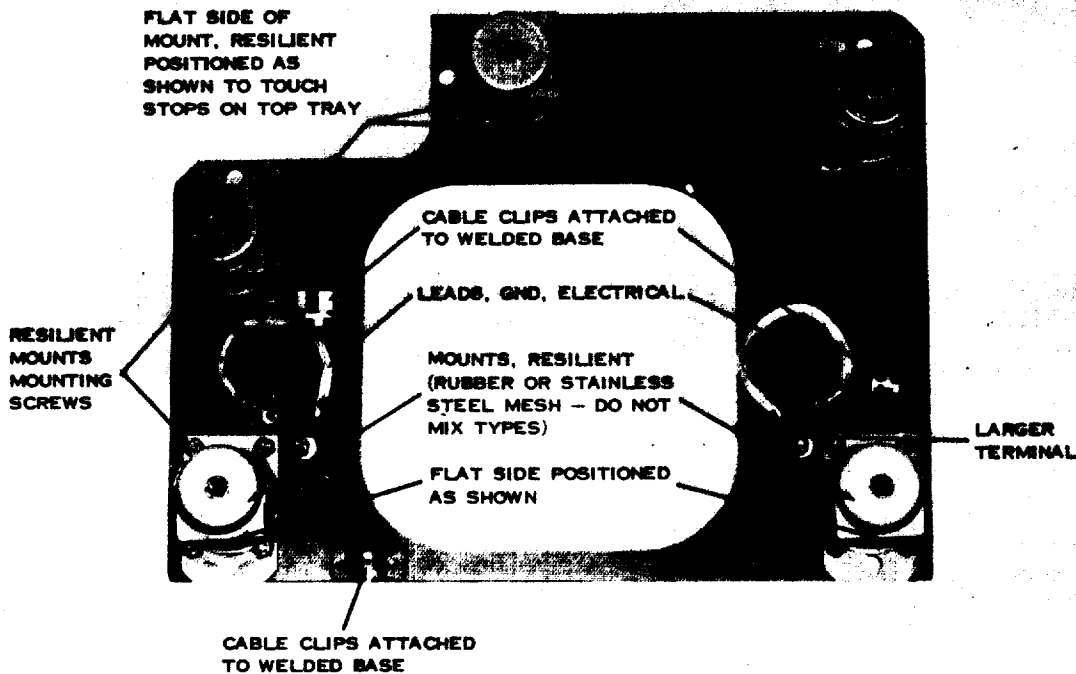 FLAT SIDE OF
MOUNT, RESILIENT
POSITIONED AS
SHOWN TO TOUCH
STOPS ON TOP TRAY
CABLE CLIPS ATTACHED
TO WELDED BASE
LEADS, GND, ELECTRICAL
RESILIENT
MOUNTS
MOUNTING
SCREWS
MOUNTS, RESILIENT
(RUBBER OR STAINLESS
STEEL MESH – DO NOT
MIX TYPES)
LARGER
TERMINAL
FLAT SIDE POSITIONED
AS SHOWN
CABLE CLIPS ATTACHED
TO WELDED BASE